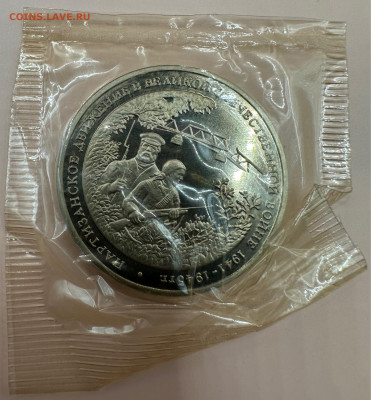 COINS.LAVE.RU
ПАРТИЗАНСКОЕ ДВИЖЕНИЕ В ВЕЛИКОЙ ОТЕЧЕСТВЕННОЙ ВОЙНЕ 1941-1945 гг.